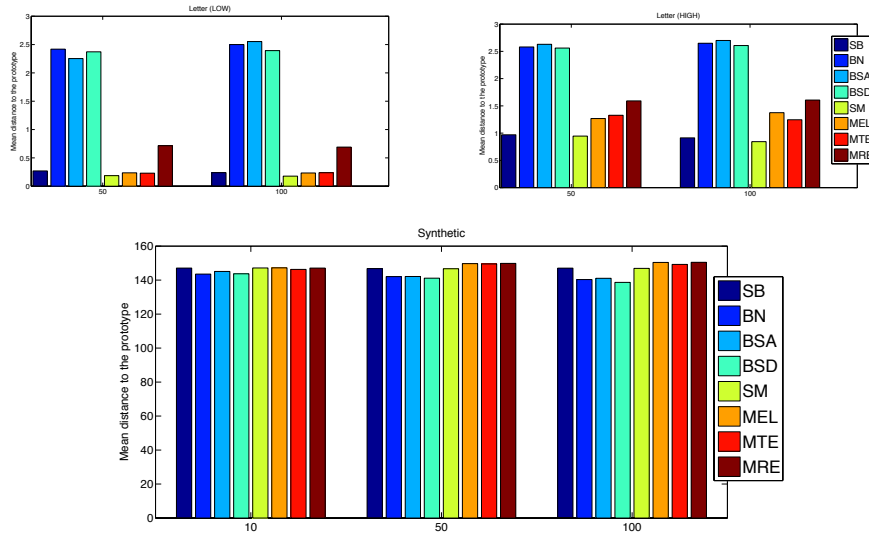 Letter (LOW)
Mean distance to the prototype
3
2.5
2
1.5
1
0.5
0
50
100
Letter (HIGH)
Mean distance to the prototype
3
2.5
2
1.5
1
0.5
0
50
100
SB
BN
BSA
BSD
SM
MEL
MTE
MRE
Synthetic
Mean distance to the prototype
160
140
120
100
80
60
40
20
0
10
50
100
SB
BN
BSA
BSD
SM
MEL
MTE
MRE